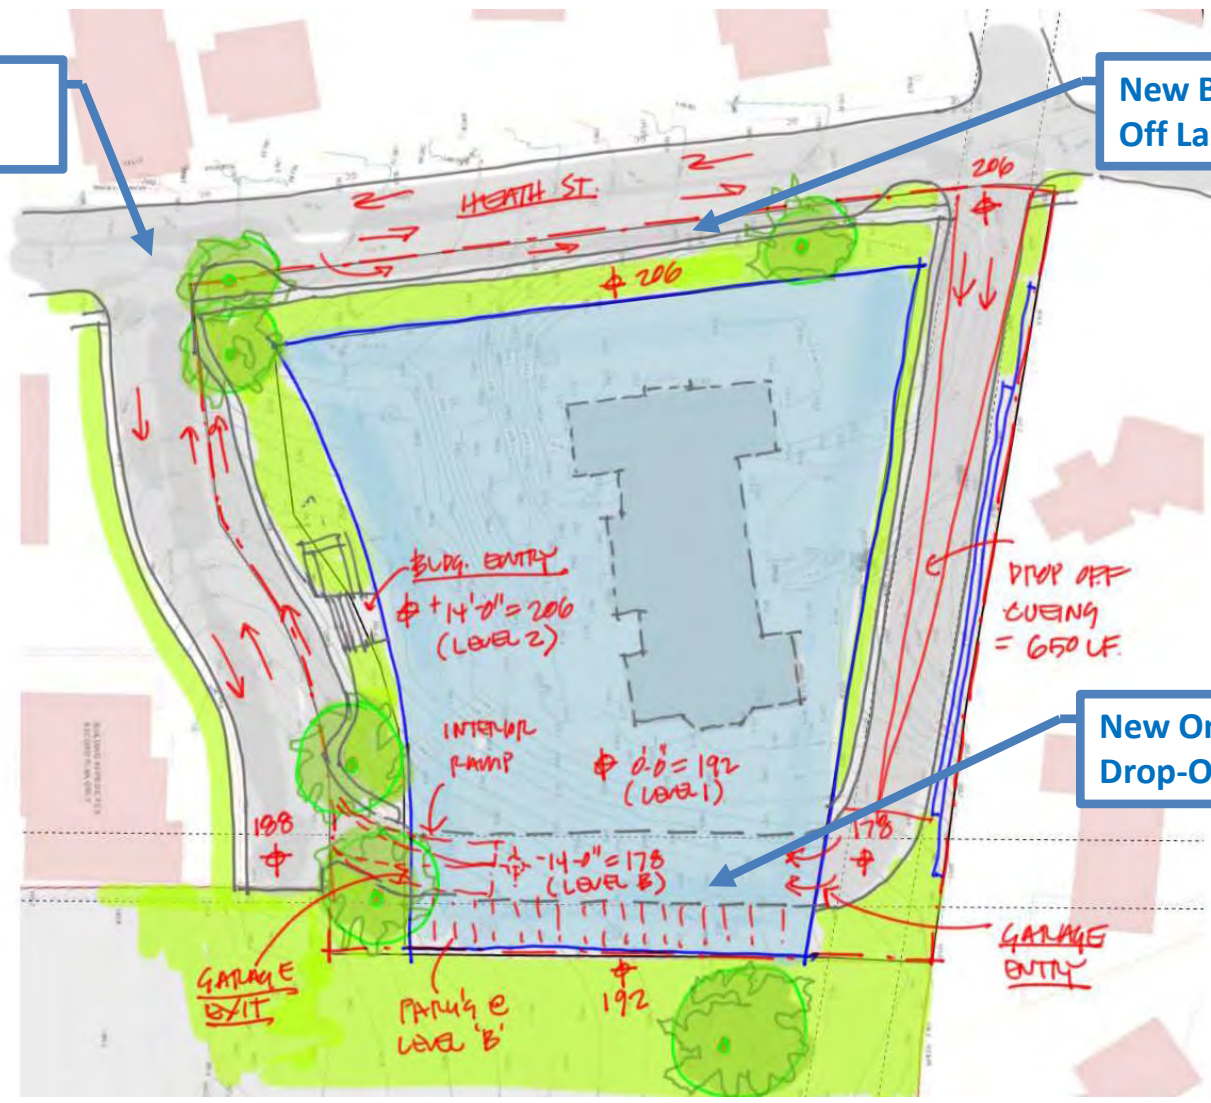 New B
Off La
206
HEATH ST.
206
BLDG. ENTRY
+14'-0" = 206
(LEVEL 2)
DROP OFF
CUEING
= 650 LF.
INTERIOR
RAMP
0'-0" = 192
(LEVEL 1)
New On
Drop-O
188
178
-14'-0" = 178
(LEVEL B)
GARAGE
EXIT
PARK'G @
LEVEL 'B'
192
GARAGE
ENTRY